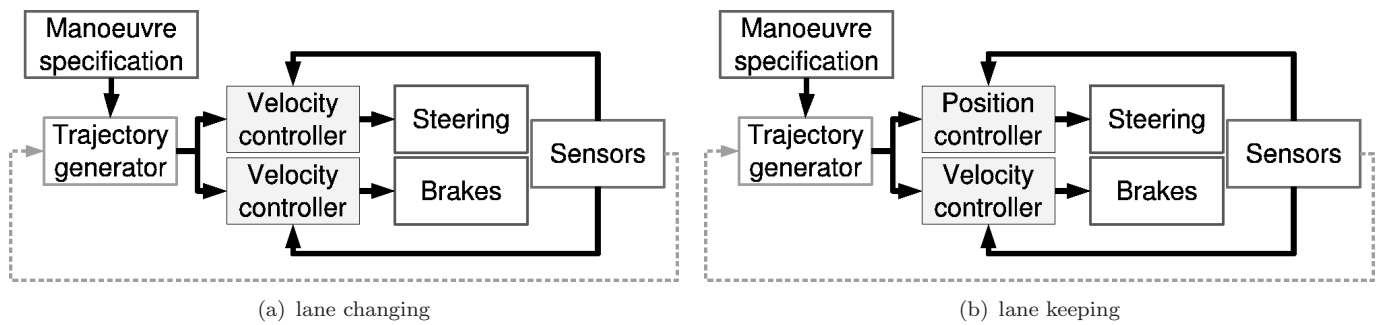 Manoeuvre
specification
Trajectory
generator
Velocity
controller
Velocity
controller
Steering
Brakes
Sensors
(a) lane changing
Manoeuvre
specification
Trajectory
generator
Position
controller
Velocity
controller
Steering
Brakes
Sensors
(b) lane keeping